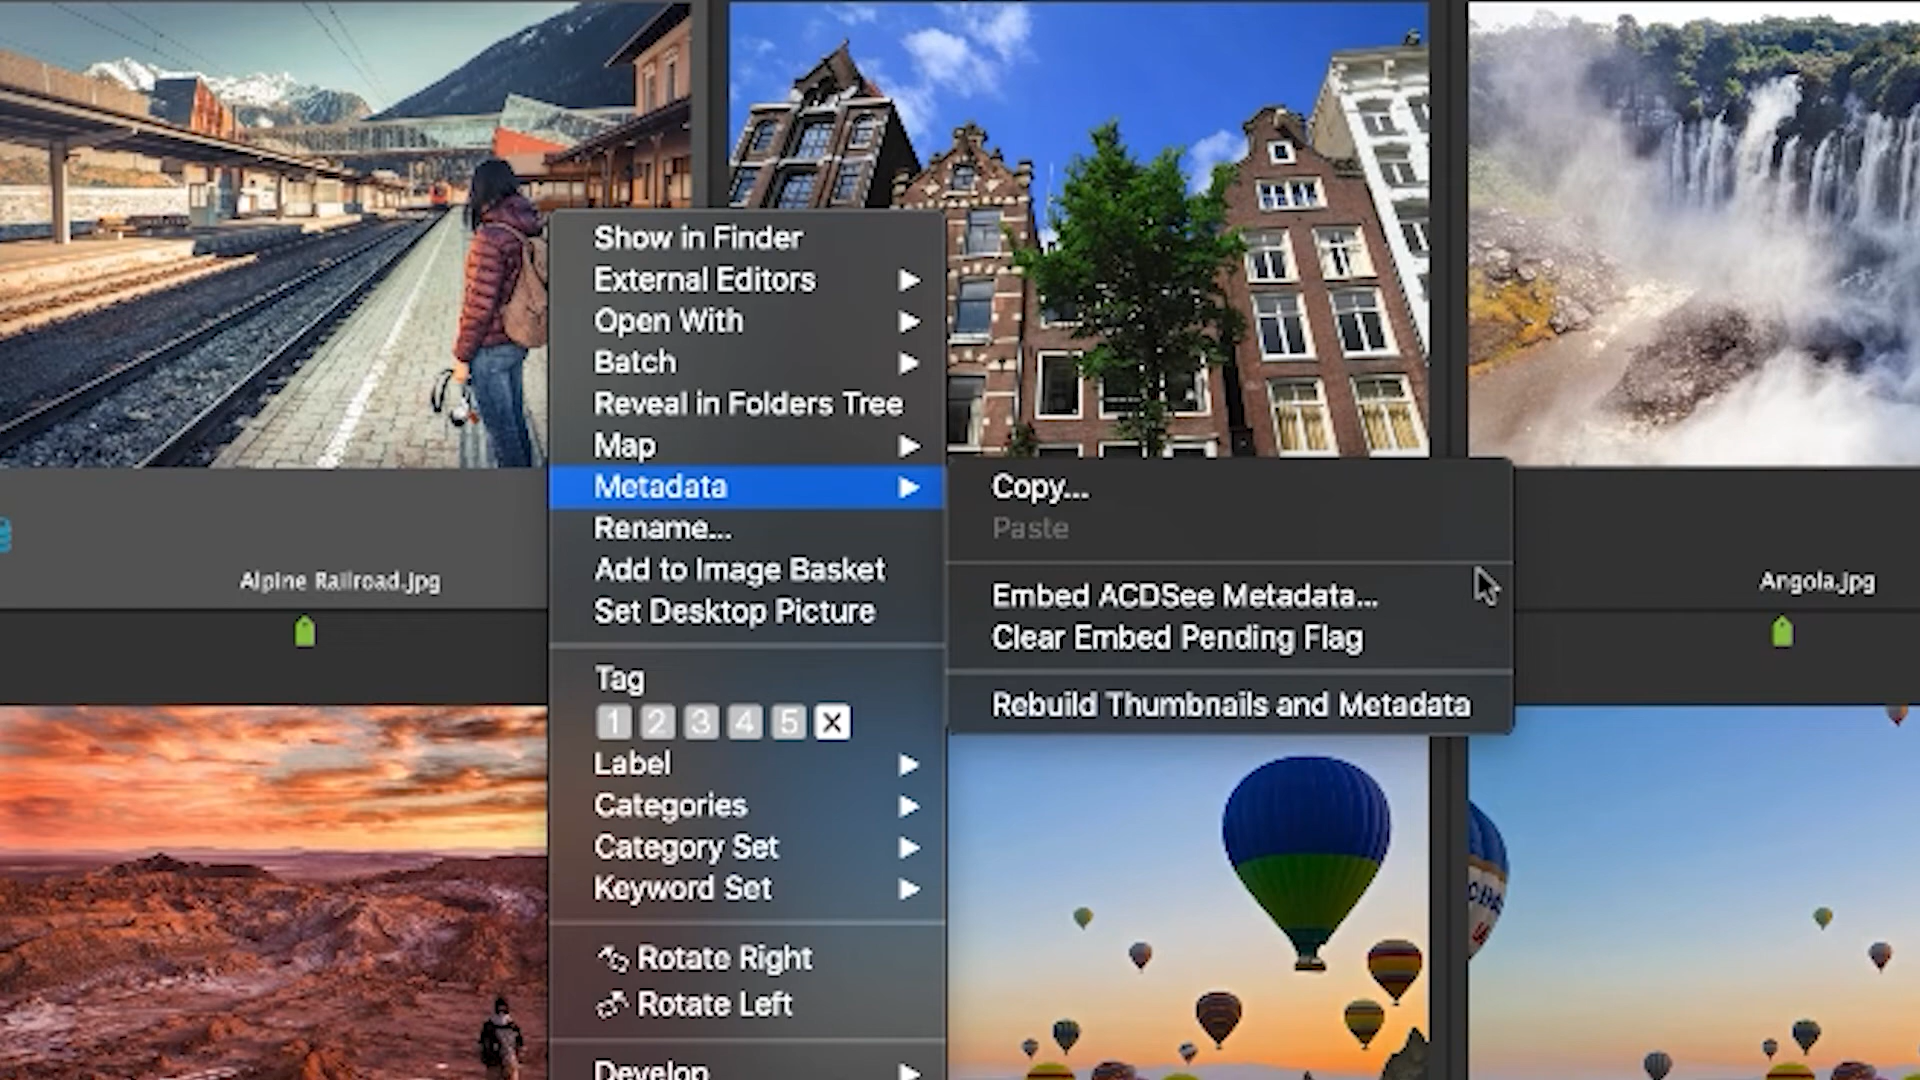 Show in Finder
External Editors
Open With
Batch
Reveal in Folders Tree
Map
Metadata
Rename...
Add to Image Basket
Set Desktop Picture
Tag
1 2 3 4 5 X
Label
Categories
Category Set
Keyword Set
Rotate Right
Rotate Left
Develop
Copy...
Paste
Embed ACDSee Metadata...
Clear Embed Pending Flag
Rebuild Thumbnails and Metadata
Alpine Railroad.jpg
Angola.jpg